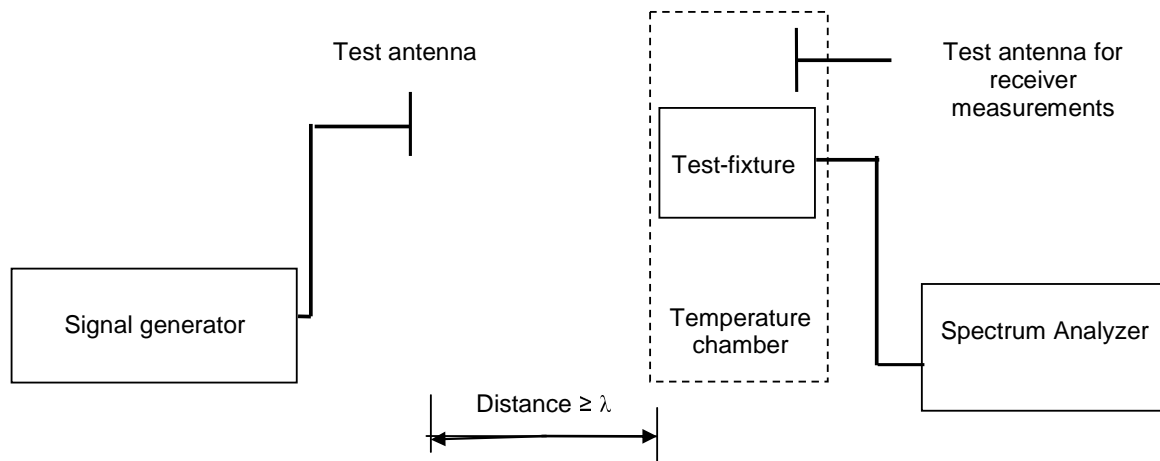 Test antenna
Test antenna for
receiver
measurements
Test-fixture
Signal generator
Temperature
chamber
Spectrum Analyzer
Distance ≥ λ